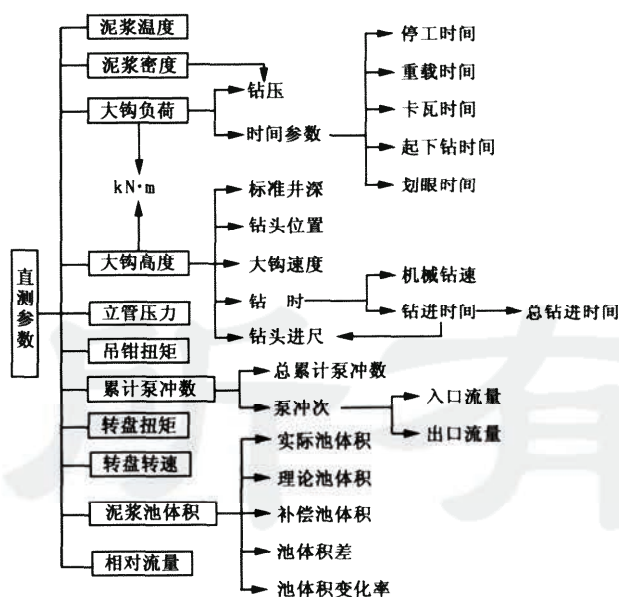 泥浆温度
停工时间
泥浆密度
重载时间
钻压
大钩负荷
卡瓦时间
时间参数
起下钻时间
kN·m
标准井深
划眼时间
钻头位置
直测参数
大钩高度
大钩速度
机械钻速
钻 时
立管压力
钻进时间
总钻进时间
钻头进尺
吊钳扭矩
总累计泵冲数
累计泵冲数
入口流量
泵冲次
转盘扭矩
出口流量
实际池体积
转盘转速
理论池体积
泥浆池体积
补偿池体积
池体积差
相对流量
池体积变化率